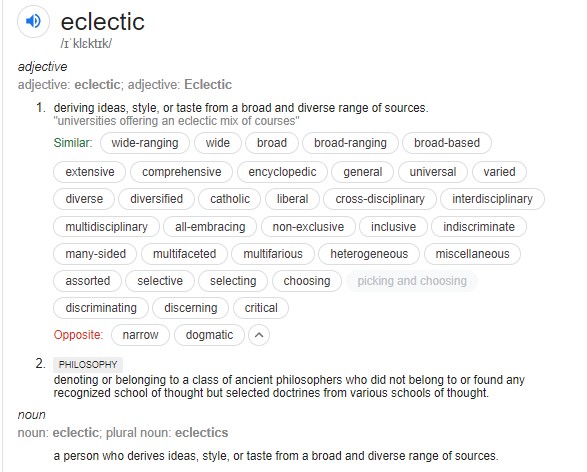 eclectic
/ɪˈklɛktɪk/
adjective
adjective: eclectic; adjective: Eclectic
1. deriving ideas, style, or taste from a broad and diverse range of sources.
"universities offering an eclectic mix of courses"
Similar: wide-ranging wide broad broad-ranging broad-based
extensive comprehensive encyclopedic general universal varied
diverse diversified catholic liberal cross-disciplinary interdisciplinary
multidisciplinary all-embracing non-exclusive inclusive indiscriminate
many-sided multifaceted multifarious heterogeneous miscellaneous
assorted selective selecting choosing picking and choosing
discriminating discerning critical
Opposite: narrow dogmatic
2. PHILOSOPHY
denoting or belonging to a class of ancient philosophers who did not belong to or found any
recognized school of thought but selected doctrines from various schools of thought.
noun
noun: eclectic; plural noun: eclectics
a person who derives ideas, style, or taste from a broad and diverse range of sources.